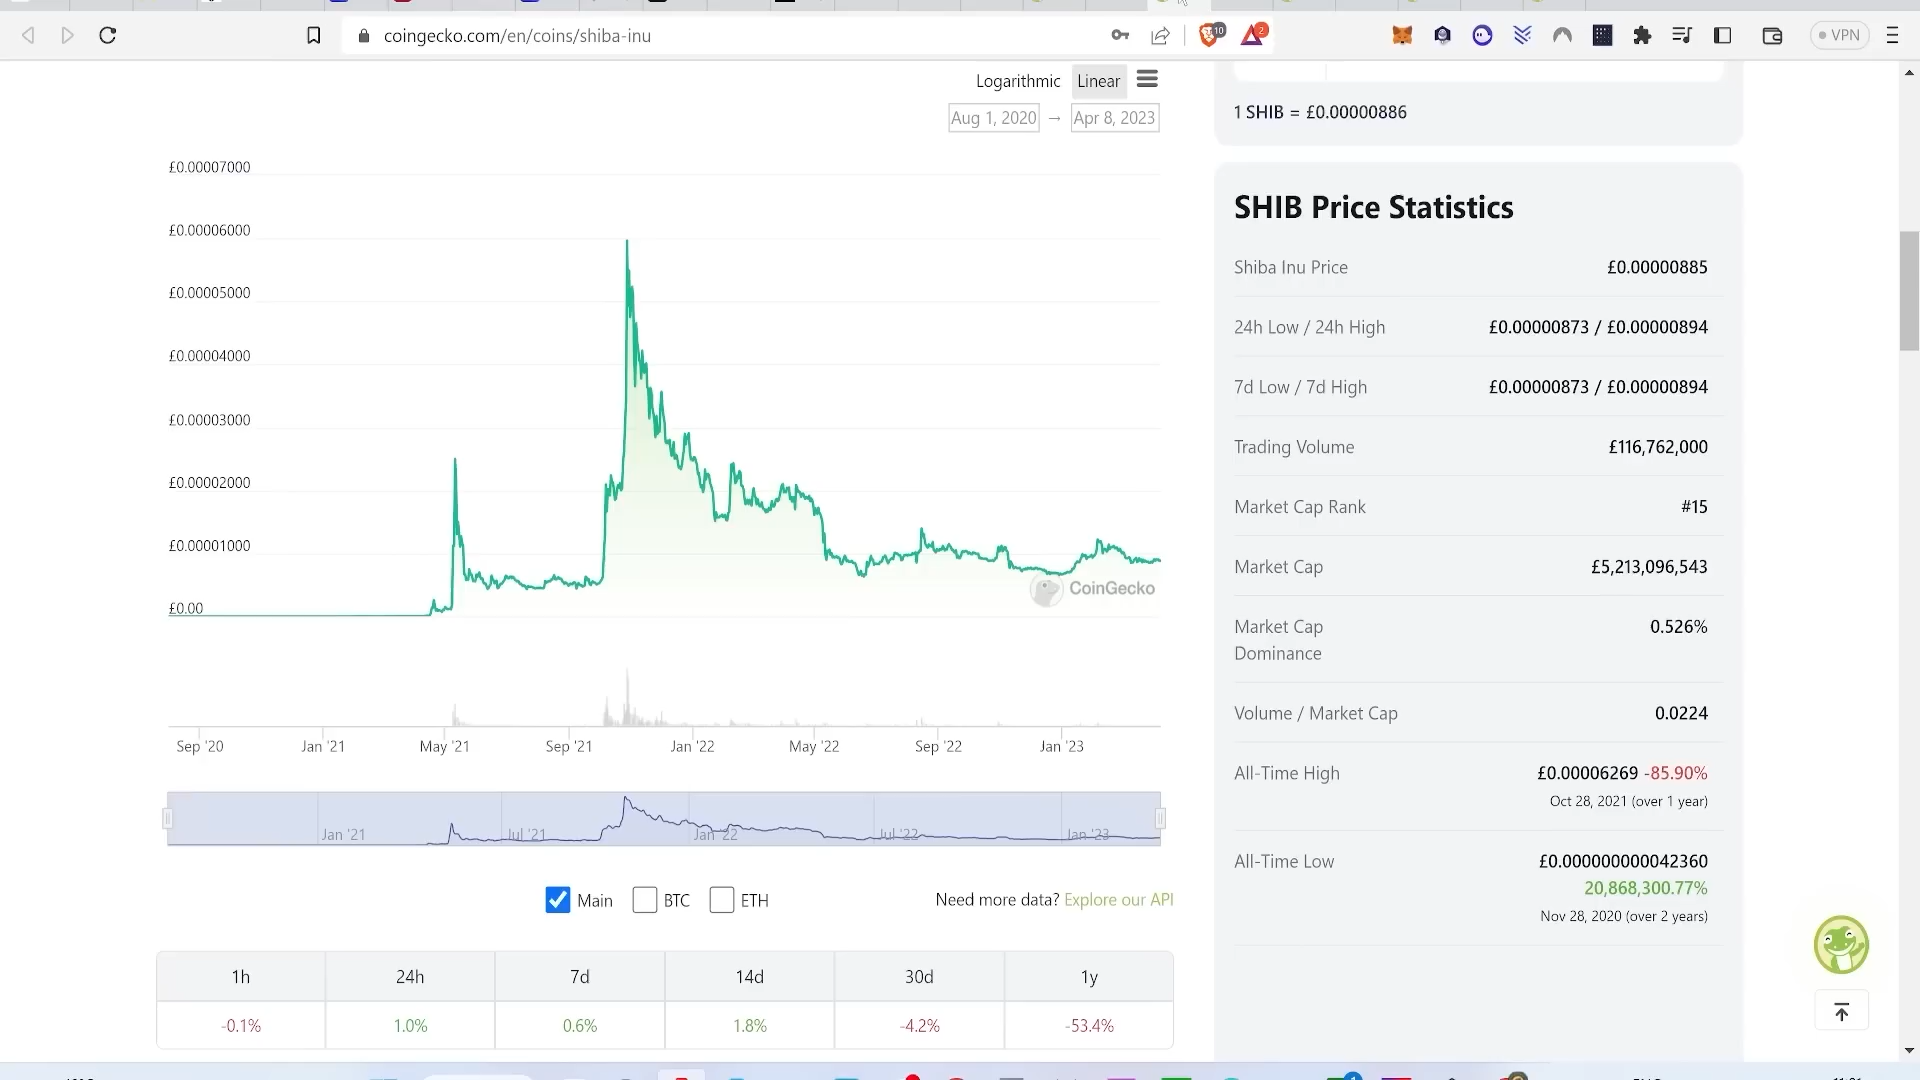 coingecko.com/en/coins/shiba-inu
10
2
VPN
Logarithmic Linear
Aug 1, 2020 → Apr 8, 2023
£0.00007000
£0.00006000
£0.00005000
£0.00004000
£0.00003000
£0.00002000
£0.00001000
£0.00
CoinGecko
Sep '20 Jan '21 May '21 Sep '21 Jan '22 May '22 Sep '22 Jan '23
Jan '21 Jul '21 Jan '22 Jul '22 Jan '23
Main BTC ETH
Need more data? Explore our API
1h 24h 7d 14d 30d 1y
-0.1% 1.0% 0.6% 1.8% -4.2% -53.4%
1 SHIB = £0.00000886
SHIB Price Statistics
Shiba Inu Price £0.00000885
24h Low / 24h High £0.00000873 / £0.00000894
7d Low / 7d High £0.00000873 / £0.00000894
Trading Volume £116,762,000
Market Cap Rank #15
Market Cap £5,213,096,543
Market Cap 0.526%
Dominance
Volume / Market Cap 0.0224
All-Time High £0.00006269 -85.90%
Oct 28, 2021 (over 1 year)
All-Time Low £0.000000000042360
20,868,300.77%
Nov 28, 2020 (over 2 years)